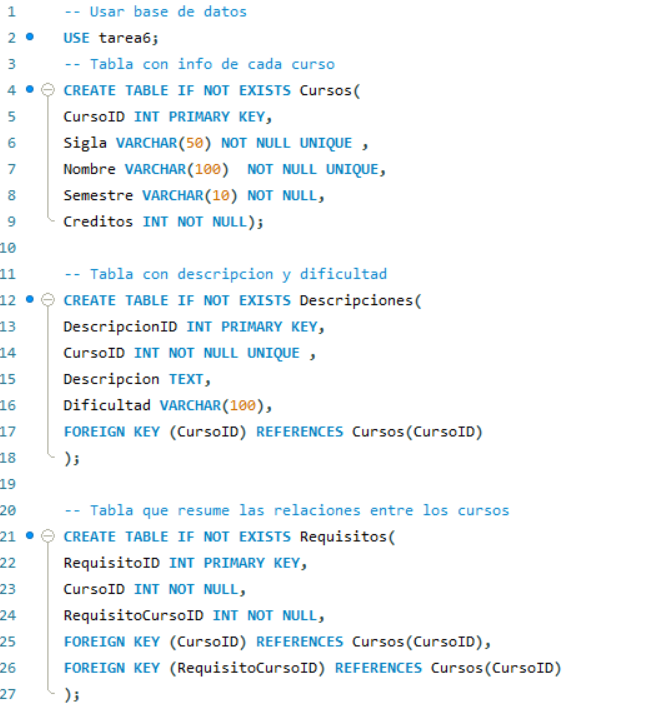 1 -- Usar base de datos
2 USE tarea6;
3 -- Tabla con info de cada curso
4 CREATE TABLE IF NOT EXISTS Cursos(
5 CursoID INT PRIMARY KEY,
6 Sigla VARCHAR(50) NOT NULL UNIQUE ,
7 Nombre VARCHAR(100)  NOT NULL UNIQUE,
8 Semestre VARCHAR(10) NOT NULL,
9 Creditos INT NOT NULL);
10
11 -- Tabla con descripcion y dificultad
12 CREATE TABLE IF NOT EXISTS Descripciones(
13 DescripcionID INT PRIMARY KEY,
14 CursoID INT NOT NULL UNIQUE ,
15 Descripcion TEXT,
16 Dificultad VARCHAR(100),
17 FOREIGN KEY (CursoID) REFERENCES Cursos(CursoID)
18 );
19
20 -- Tabla que resume las relaciones entre los cursos
21 CREATE TABLE IF NOT EXISTS Requisitos(
22 RequisitoID INT PRIMARY KEY,
23 CursoID INT NOT NULL,
24 RequisitoCursoID INT NOT NULL,
25 FOREIGN KEY (CursoID) REFERENCES Cursos(CursoID),
26 FOREIGN KEY (RequisitoCursoID) REFERENCES Cursos(CursoID)
27 );